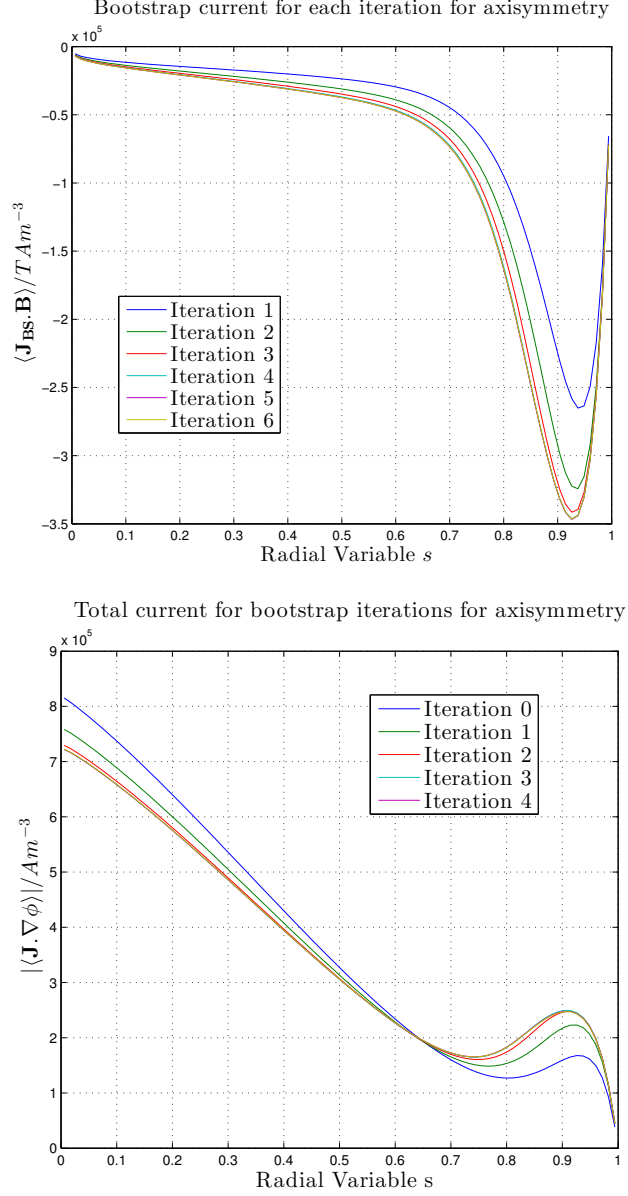 Bootstrap current for each iteration for axisymmetry
x 10⁵
0
−0.5
−1
−1.5
−2
−2.5
−3
−3.5
⟨J_BS.B⟩/TAm⁻³
Iteration 1
Iteration 2
Iteration 3
Iteration 4
Iteration 5
Iteration 6
0 0.1 0.2 0.3 0.4 0.5 0.6 0.7 0.8 0.9 1
Radial Variable s
Total current for bootstrap iterations for axisymmetry
x 10⁵
9
8
7
6
5
4
3
2
1
0
|⟨J.∇ϕ⟩|/Am⁻³
Iteration 0
Iteration 1
Iteration 2
Iteration 3
Iteration 4
0 0.1 0.2 0.3 0.4 0.5 0.6 0.7 0.8 0.9 1
Radial Variable s